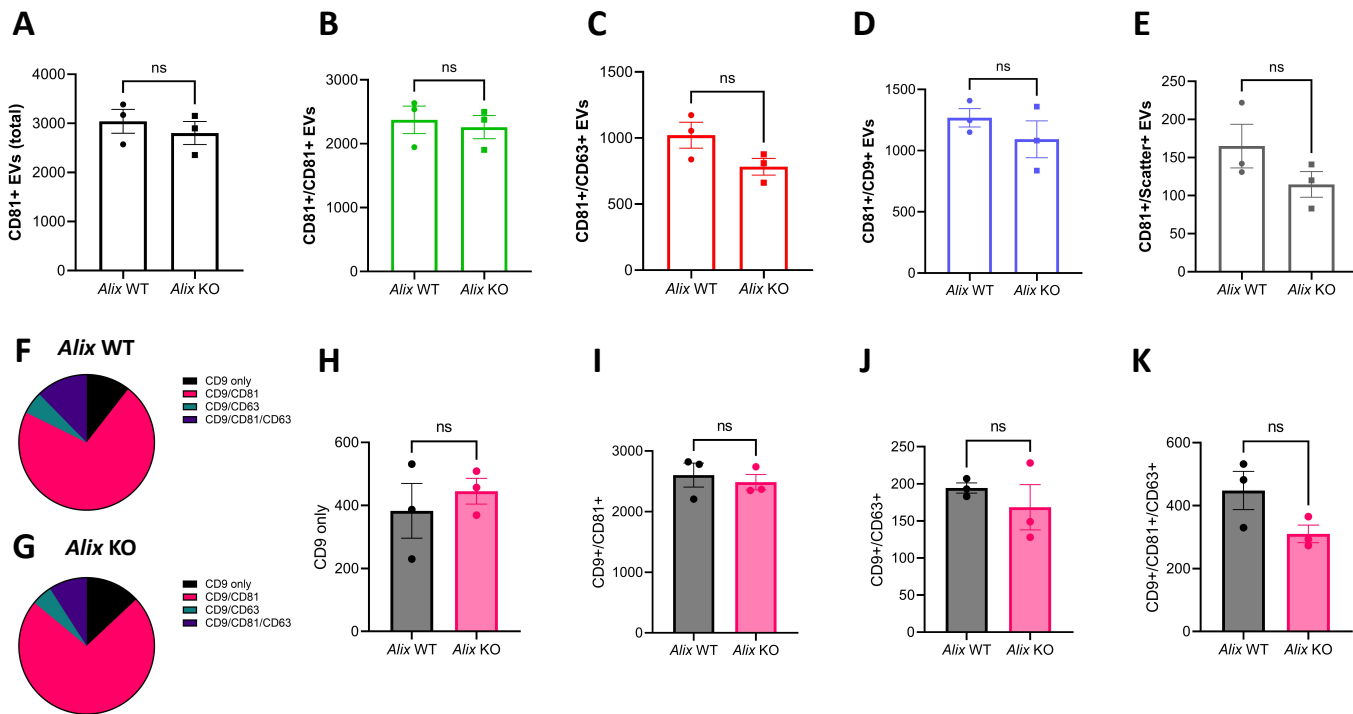 A
CD81+ EVs (total)
4000
3000
2000
1000
0
ns
Alix WT
Alix KO
B
CD81+/CD81+ EVs
3000
2000
1000
0
ns
Alix WT
Alix KO
C
CD81+/CD63+ EVs
1500
1000
500
0
ns
Alix WT
Alix KO
D
CD81+/CD9+ EVs
1500
1000
500
0
ns
Alix WT
Alix KO
E
CD81+/Scatter+ EVs
250
200
150
100
50
0
ns
Alix WT
Alix KO
F
Alix WT
CD9 only
CD9/CD81
CD9/CD63
CD9/CD81/CD63
G
Alix KO
CD9 only
CD9/CD81
CD9/CD63
CD9/CD81/CD63
H
CD9 only
600
400
200
0
ns
Alix WT
Alix KO
I
CD9+/CD81+
3000
2000
1000
0
ns
Alix WT
Alix KO
J
CD9+/CD63+
250
200
150
100
50
0
ns
Alix WT
Alix KO
K
CD9+/CD81+/CD63+
600
400
200
0
ns
Alix WT
Alix KO